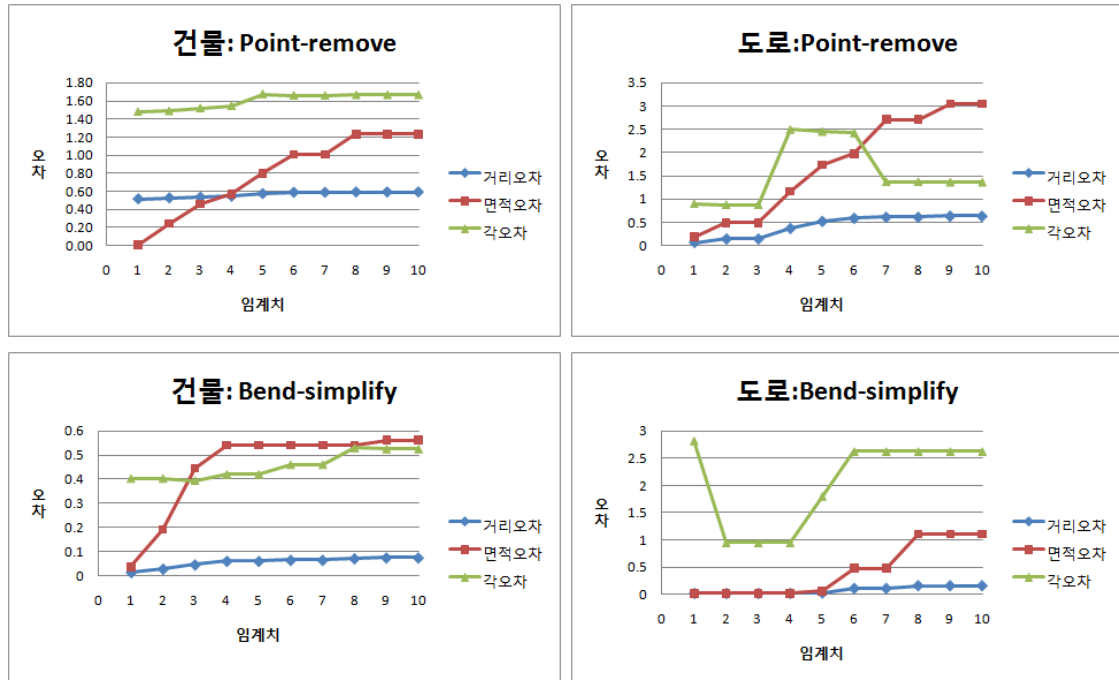 건물: Point-remove
1.80
1.60
1.40
1.20
1.00
0.80
0.60
0.40
0.20
0.00
오차
0 1 2 3 4 5 6 7 8 9 10
임계치
거리오차
면적오차
각오차
도로:Point-remove
3.5
3
2.5
2
1.5
1
0.5
0
오차
0 1 2 3 4 5 6 7 8 9 10
임계치
거리오차
면적오차
각오차
건물: Bend-simplify
0.6
0.5
0.4
0.3
0.2
0.1
0
오차
0 1 2 3 4 5 6 7 8 9 10
임계치
거리오차
면적오차
각오차
도로:Bend-simplify
3
2.5
2
1.5
1
0.5
0
오차
0 1 2 3 4 5 6 7 8 9 10
임계치
거리오차
면적오차
각오차